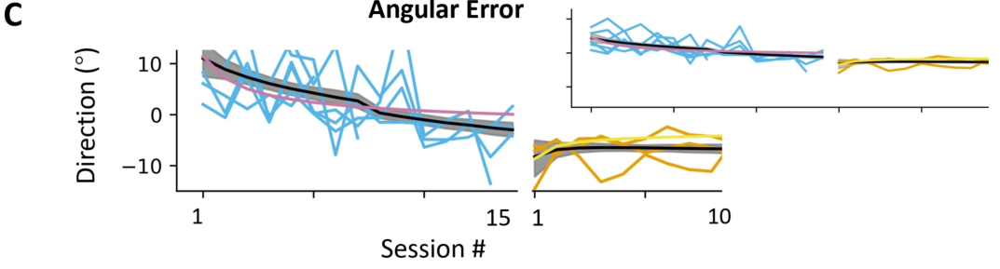 C
Angular Error
Direction (°)
10
0
−10
1
15
1
10
Session #